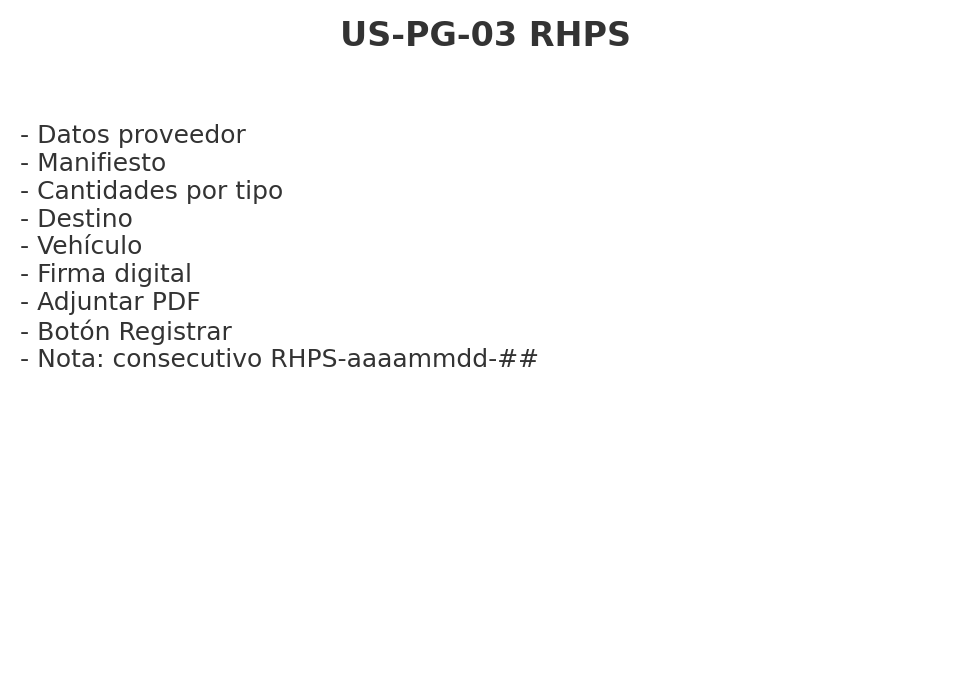 US-PG-03 RHPS
- Datos proveedor
- Manifiesto
- Cantidades por tipo
- Destino
- Vehículo
- Firma digital
- Adjuntar PDF
- Botón Registrar
- Nota: consecutivo RHPS-aaaammdd-##